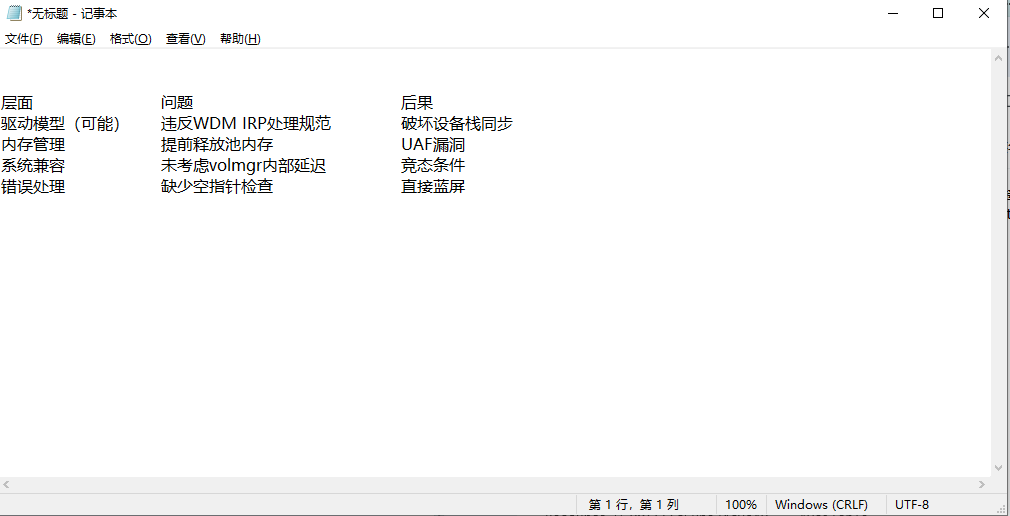 *无标题 - 记事本
文件(F) 编辑(E) 格式(O) 查看(V) 帮助(H)
层面 问题 后果
驱动模型（可能） 违反WDM IRP处理规范 破坏设备栈同步
内存管理 提前释放池内存 UAF漏洞
系统兼容 未考虑volmgr内部延迟 竞态条件
错误处理 缺少空指针检查 直接蓝屏
第 1 行，第 1 列 100% Windows (CRLF) UTF-8